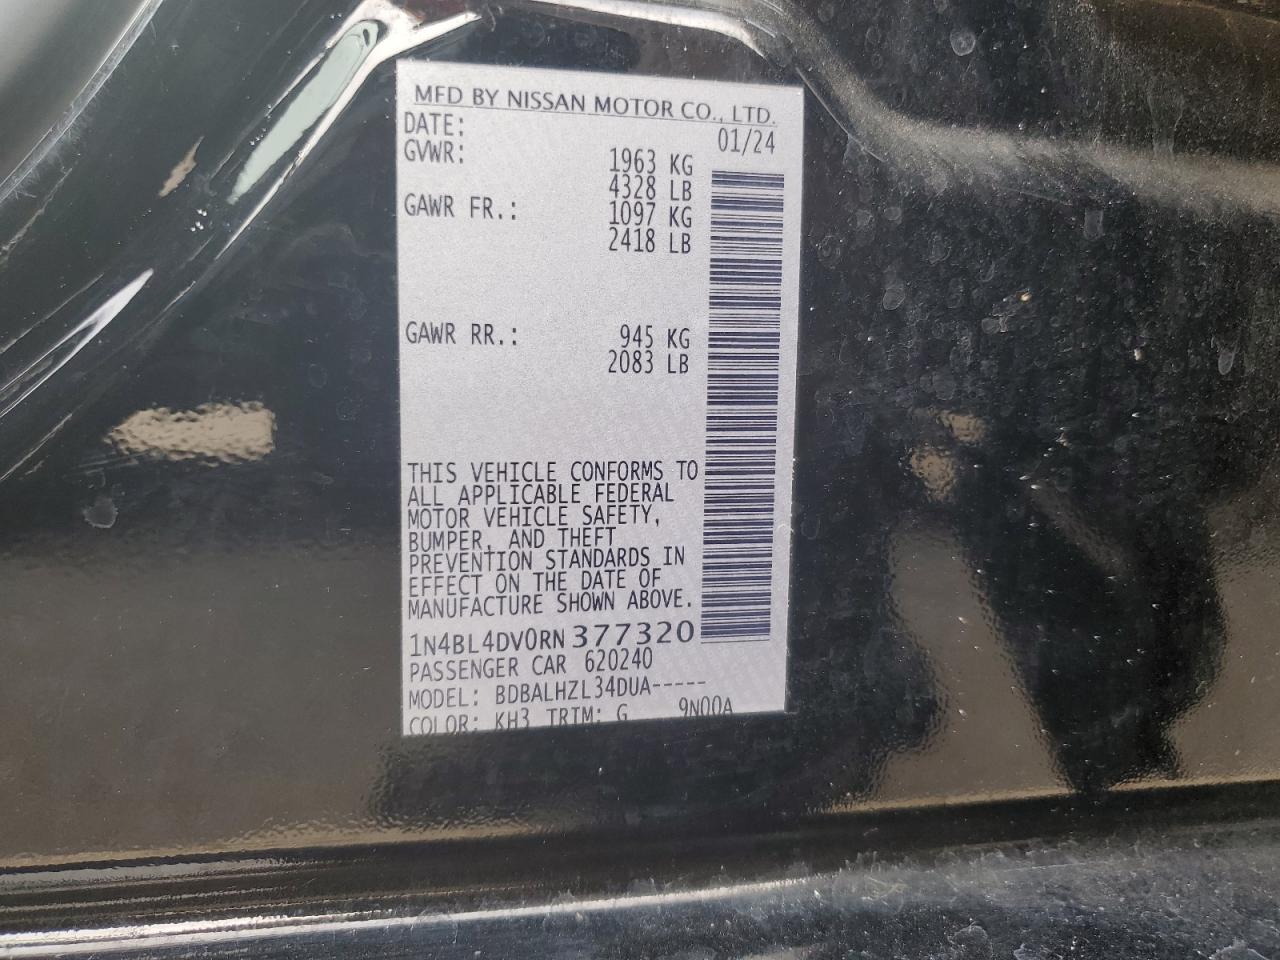 MFD BY NISSAN MOTOR CO., LTD.
DATE: 01/24
GVWR: 1963 KG
4328 LB
GAWR FR.: 1097 KG
2418 LB
GAWR RR.: 945 KG
2083 LB
THIS VEHICLE CONFORMS TO
ALL APPLICABLE FEDERAL
MOTOR VEHICLE SAFETY,
BUMPER, AND THEFT
PREVENTION STANDARDS IN
EFFECT ON THE DATE OF
MANUFACTURE SHOWN ABOVE.
1N4BL4DV0RN377320
PASSENGER CAR 620240
MODEL: BDBALHZL34DUA-----
COLOR: KH3 TRIM: G 9N00A